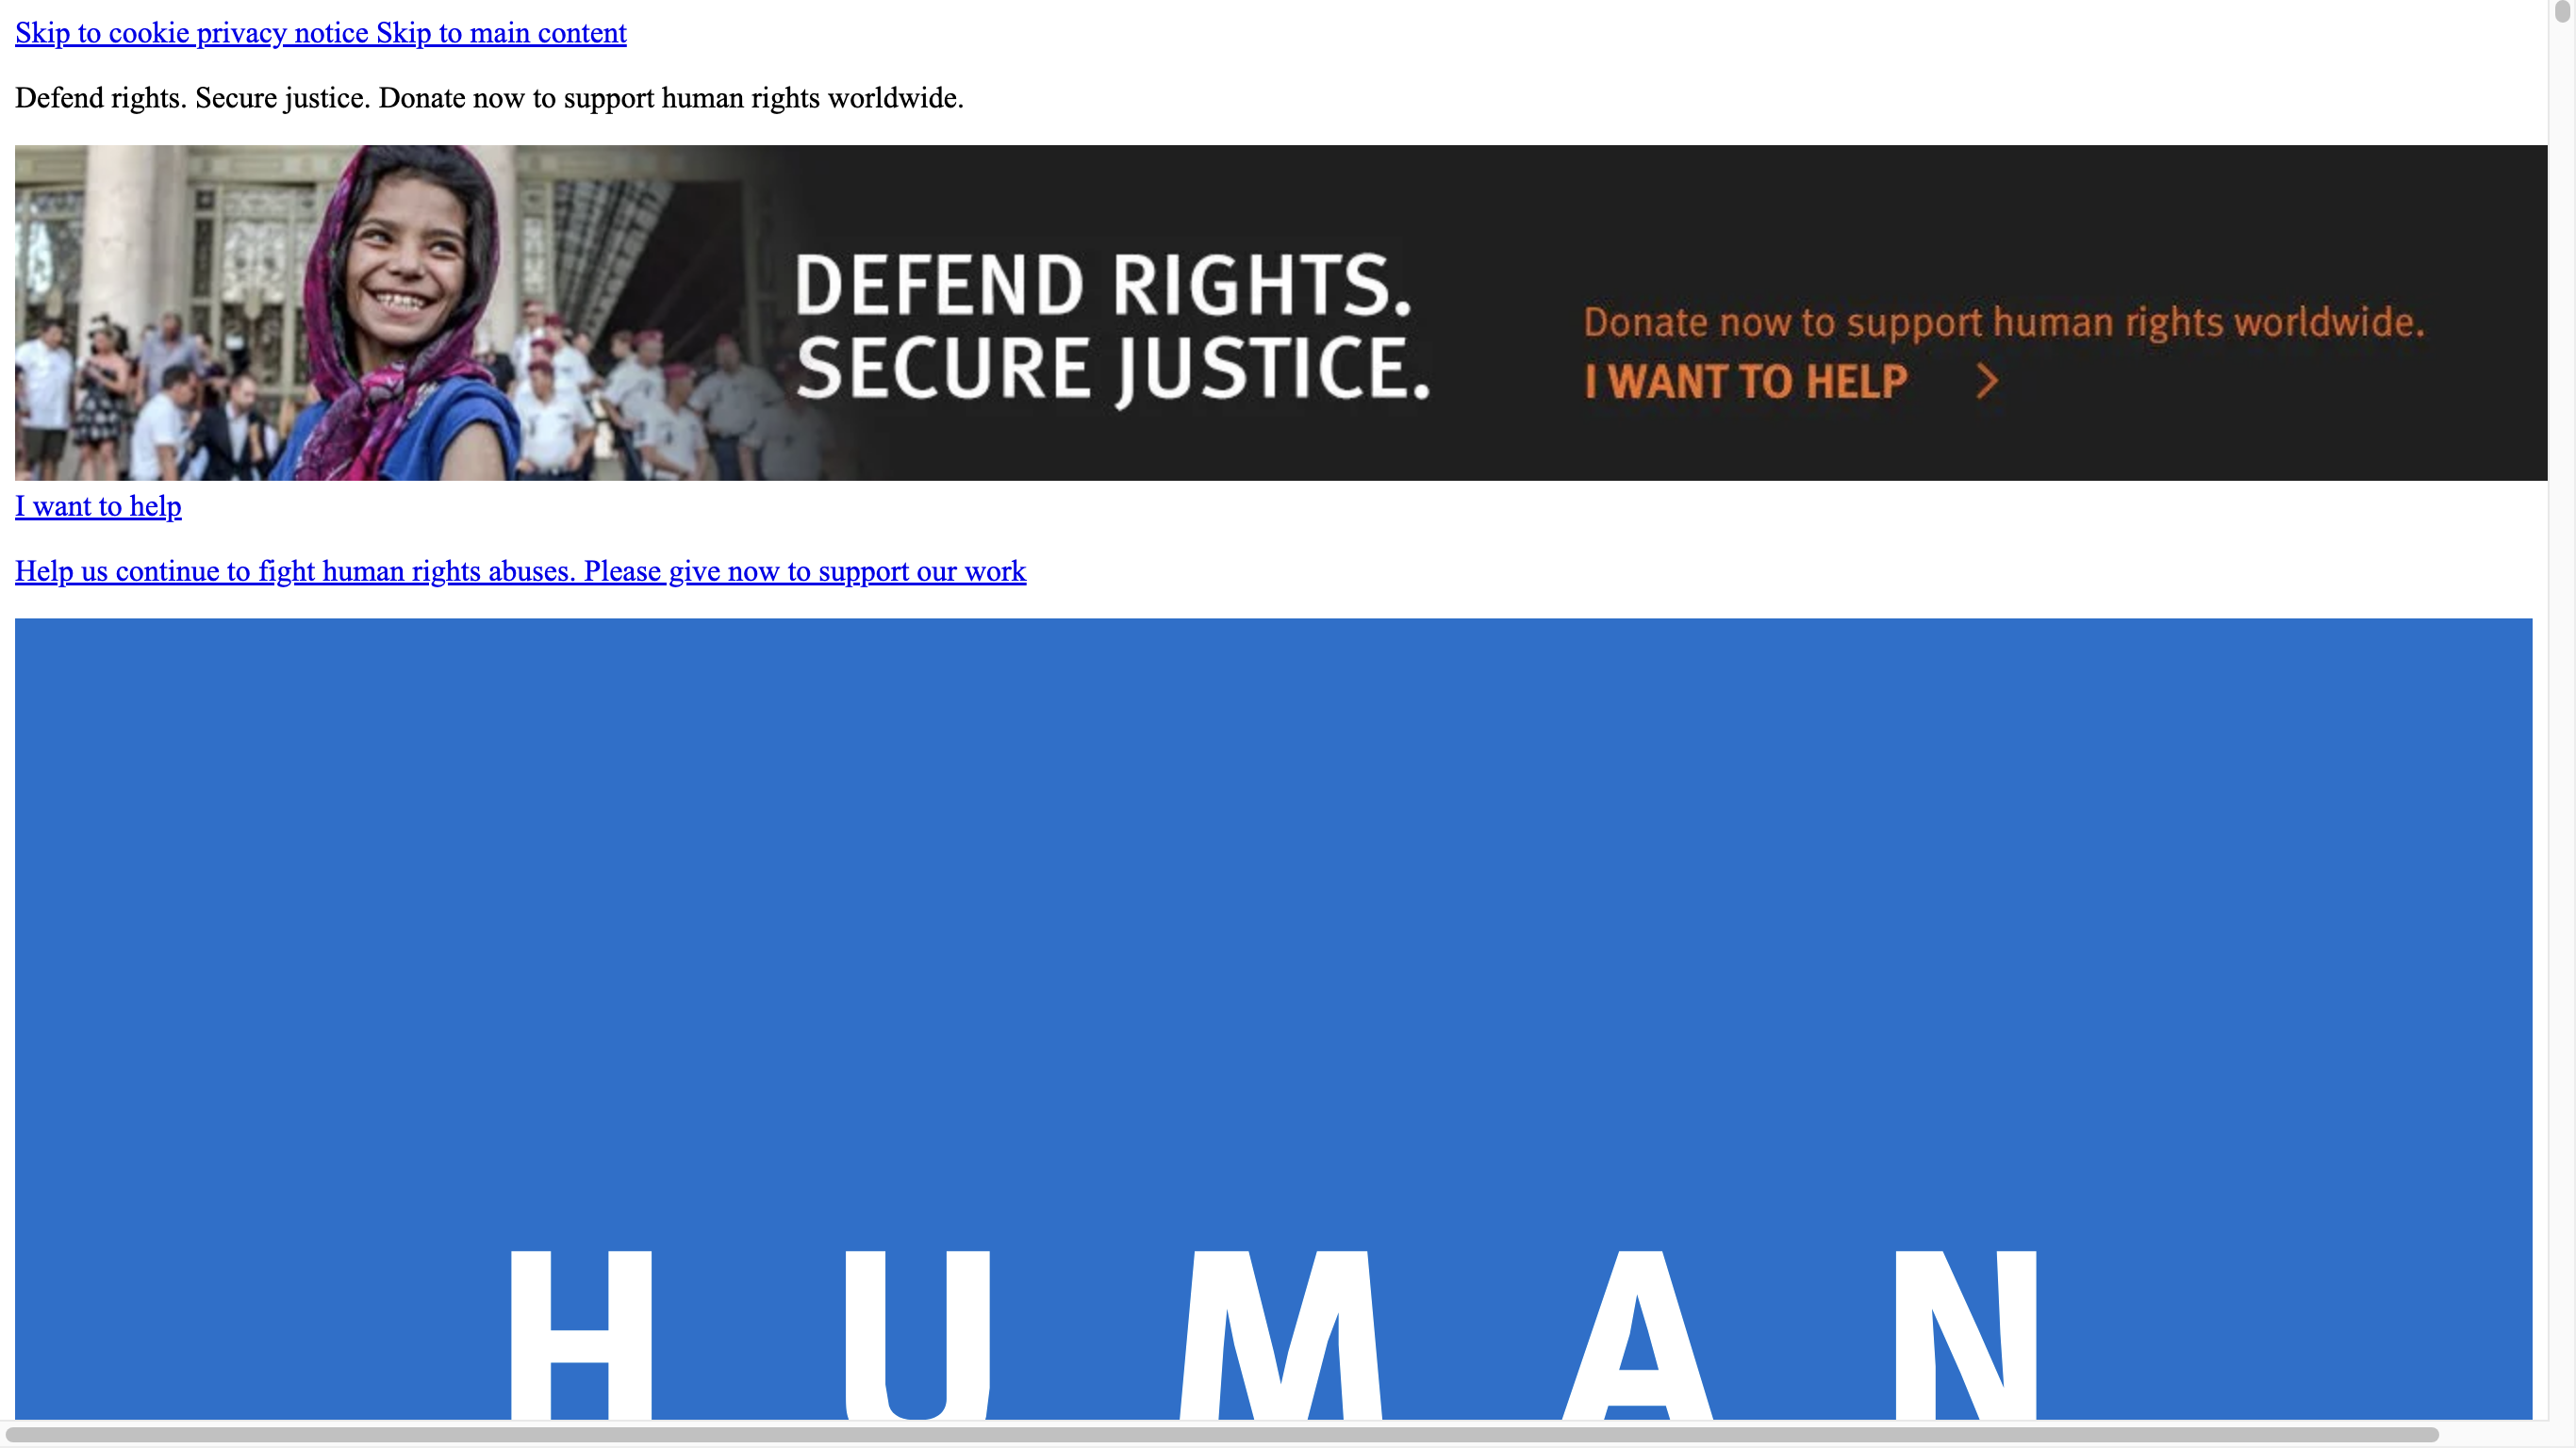 Skip to cookie privacy notice Skip to main content
Defend rights. Secure justice. Donate now to support human rights worldwide.
DEFEND RIGHTS.
SECURE JUSTICE.
Donate now to support human rights worldwide.
I WANT TO HELP
I want to help
Help us continue to fight human rights abuses. Please give now to support our work
HUMAN